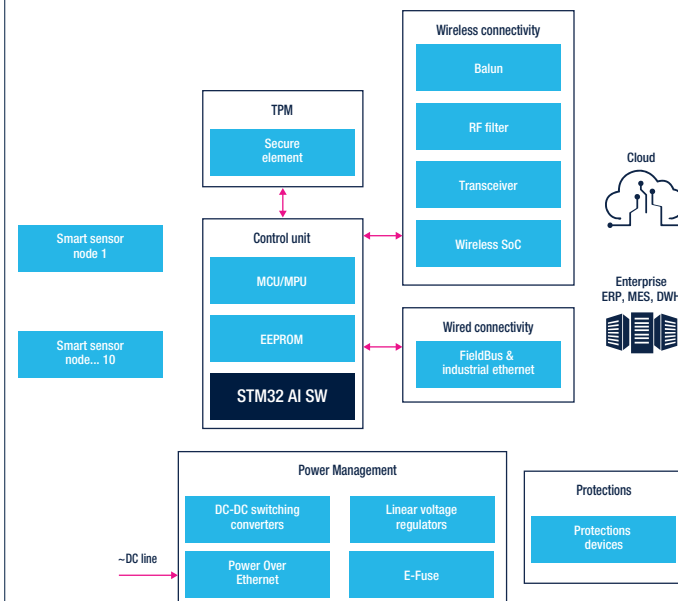 Wireless connectivity
Balun
RF filter
Transceiver
Wireless SoC
TPM
Secure
element
Cloud
Smart sensor
node 1
Control unit
MCU/MPU
EEPROM
STM32 AI SW
Enterprise
ERP, MES, DWH
Smart sensor
node... 10
Wired connectivity
FieldBus &
industrial ethernet
Power Management
DC-DC switching
converters
Linear voltage
regulators
~DC line
Power Over
Ethernet
E-Fuse
Protections
Protections
devices